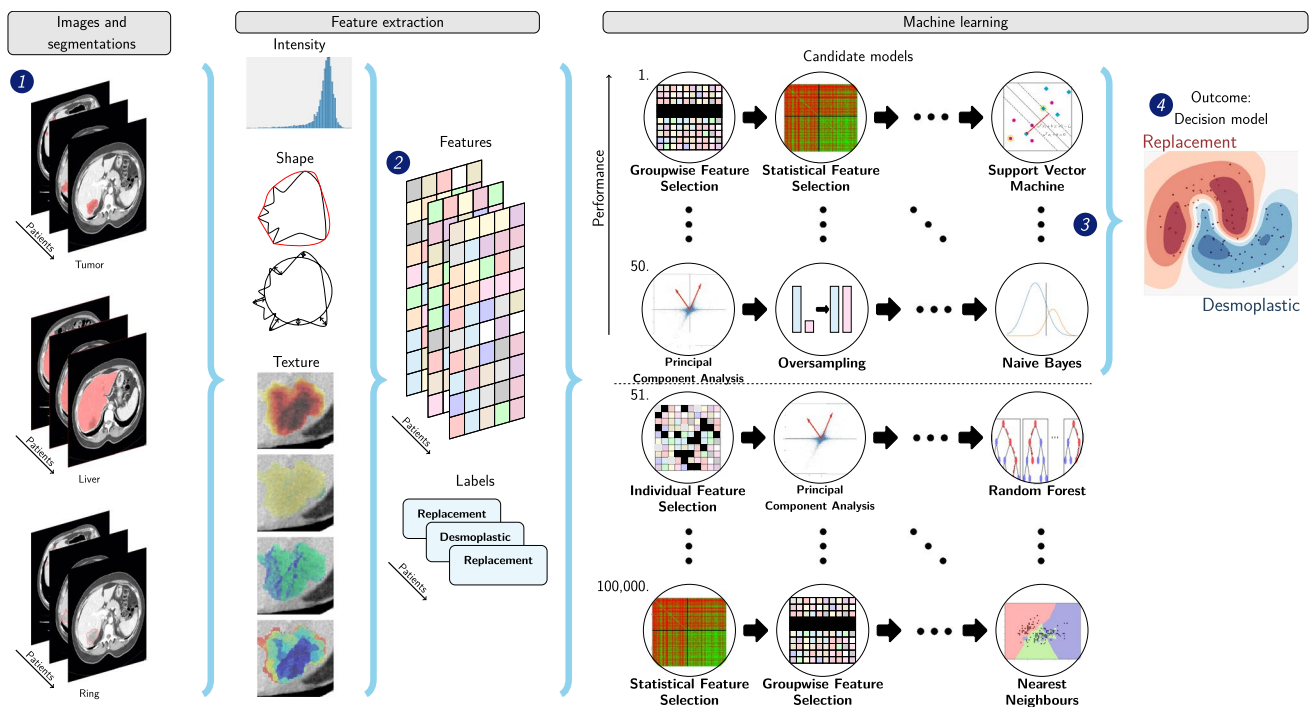 Images and
segmentations
1
Patients
Tumor
Patients
Liver
Patients
Ring
Feature extraction
Intensity
Shape
Texture
2
Features
Patients
Labels
Replacement
Desmoplastic
Replacement
Patients
Machine learning
Candidate models
Performance
1.
Groupwise Feature
Selection
Statistical Feature
Selection
Support Vector
Machine
50.
Principal
Component Analysis
Oversampling
Naive Bayes
51.
Individual Feature
Selection
Principal
Component Analysis
Random Forest
100,000.
Statistical Feature
Selection
Groupwise Feature
Selection
Nearest
Neighbours
3
4
Outcome:
Decision model
Replacement
Desmoplastic